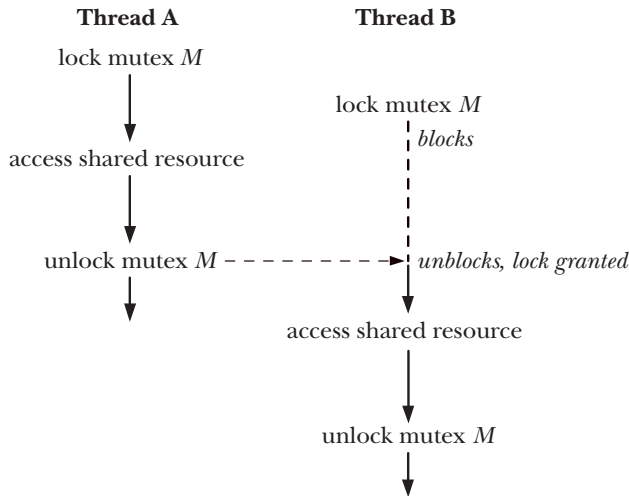 Thread A
Thread B
lock mutex M
lock mutex M
blocks
access shared resource
unlock mutex M
unblocks, lock granted
access shared resource
unlock mutex M